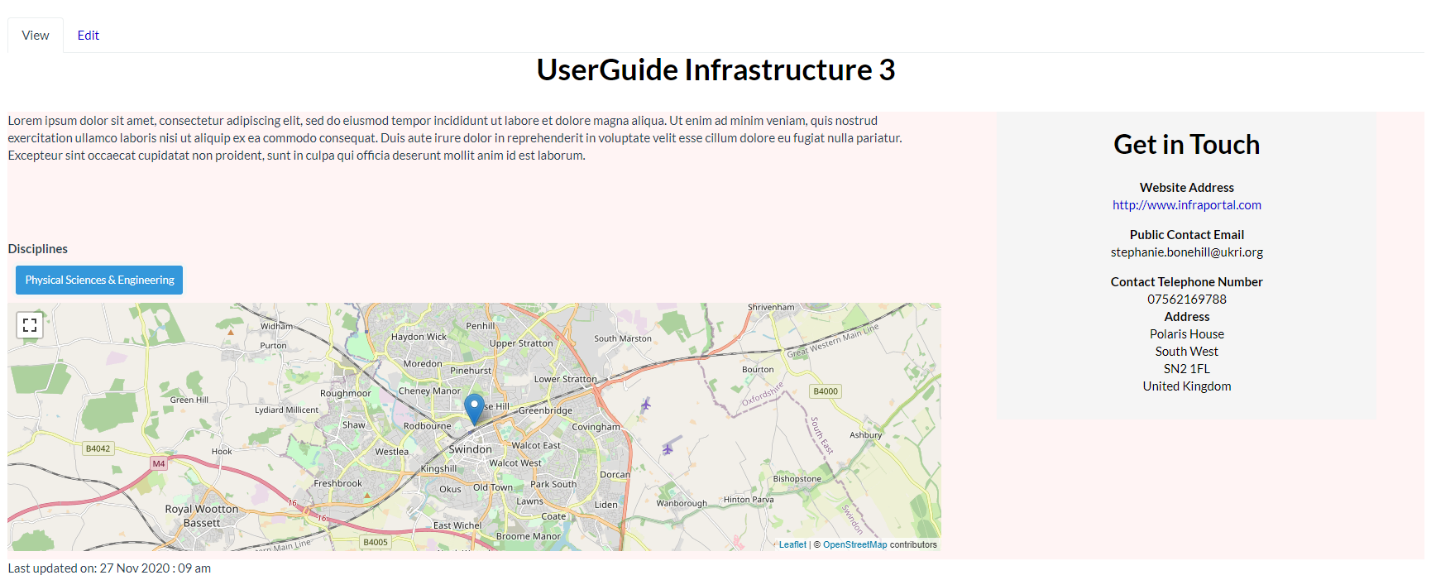 View Edit
UserGuide Infrastructure 3
Lorem ipsum dolor sit amet, consectetur adipiscing elit, sed do eiusmod tempor incididunt ut labore et dolore magna aliqua. Ut enim ad minim veniam, quis nostrud
exercitation ullamco laboris nisi ut aliquip ex ea commodo consequat. Duis aute irure dolor in reprehenderit in voluptate velit esse cillum dolore eu fugiat nulla pariatur.
Excepteur sint occaecat cupidatat non proident, sunt in culpa qui officia deserunt mollit anim id est laborum.
Disciplines
Physical Sciences & Engineering
Shrivenham
Widham
Penhill
Haydon Wick
Purton
Upper Stratton
South Marston
Great Western Main Line
Moredon
Pinehurst
Bourton
Lower Stratton
Cheney Manor
Roughmoor
B4000
Green Hill
Oxfordshire
Lydiard Millicent
se Hill
Greenbridge
Shaw
Rodbourne
Covingham
South East
Ashbury
B4042
Hook
Westlea
Swindon
Walcot East
M4
Kingshill
Walcot West
Dorcan
Freshbrook
Okus
Old Town
Park South
Bishopstone
16
Lawns
Liden
Wanborough
Hinton Parva
Royal Wootton
Bassett
16
Coate
East Wichel
Swindon
Broome Manor
B4005
ern Main Line
Leaflet | © OpenStreetMap contributors
Get in Touch
Website Address
http://www.infraportal.com
Public Contact Email
stephanie.bonehill@ukri.org
Contact Telephone Number
07562169788
Address
Polaris House
South West
SN2 1FL
United Kingdom
Last updated on: 27 Nov 2020 : 09 am